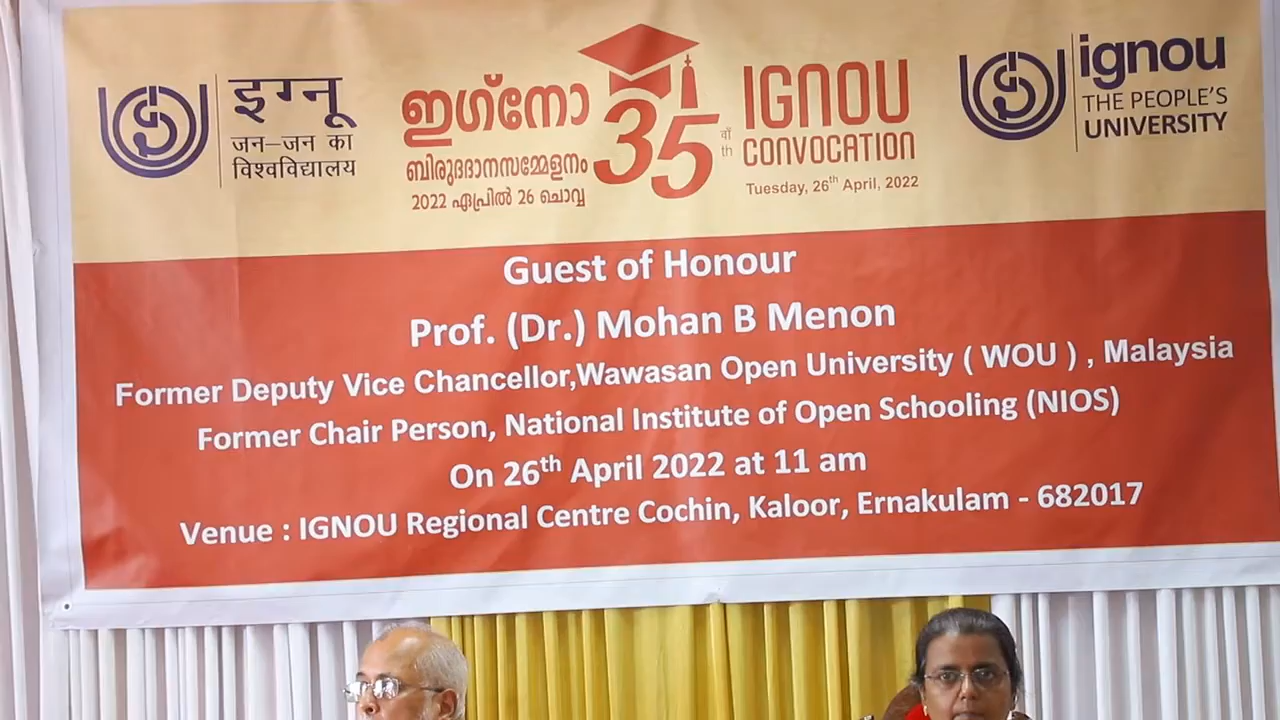 इग्नू
जन-जन का
विश्वविद्यालय
ഇഗ്നോ
ബിരുദദാനസമ്മേളനം
2022 ഏപ്രിൽ 26 ചൊവ്വ
35 वाँ th
IGNOU
CONVOCATION
Tuesday, 26th April, 2022
ignou
THE PEOPLE'S
UNIVERSITY
Guest of Honour
Prof. (Dr.) Mohan B Menon
Former Deputy Vice Chancellor,Wawasan Open University ( WOU ) , Malaysia
Former Chair Person, National Institute of Open Schooling (NIOS)
On 26th April 2022 at 11 am
Venue : IGNOU Regional Centre Cochin, Kaloor, Ernakulam - 682017